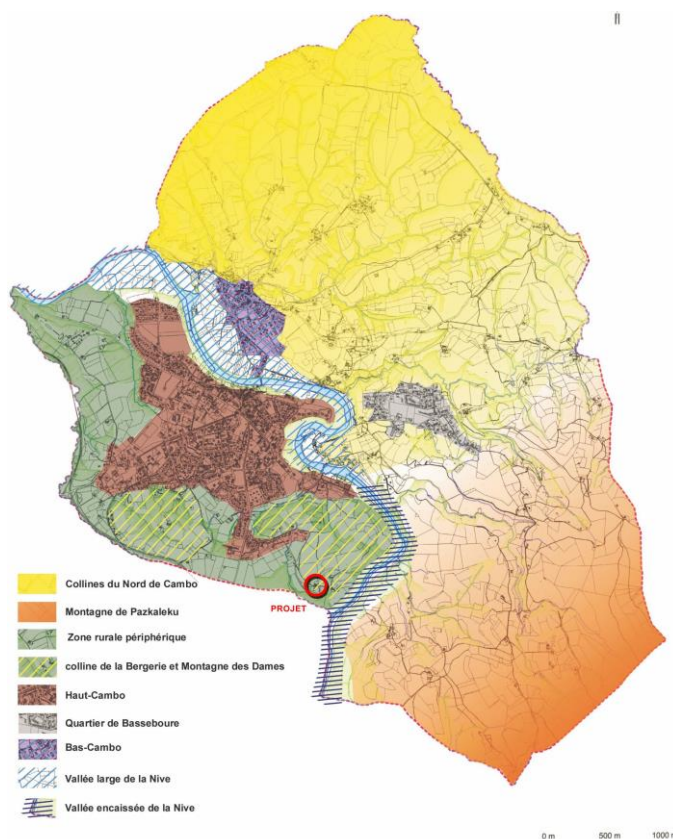 PROJET
Collines du Nord de Cambo
Montagne de Pazkaleku
Zone rurale périphérique
colline de la Bergerie et Montagne des Dames
Haut-Cambo
Quartier de Basseboure
Bas-Cambo
Vallée large de la Nive
Vallée encaissée de la Nive
0 m 500 m 1000 m